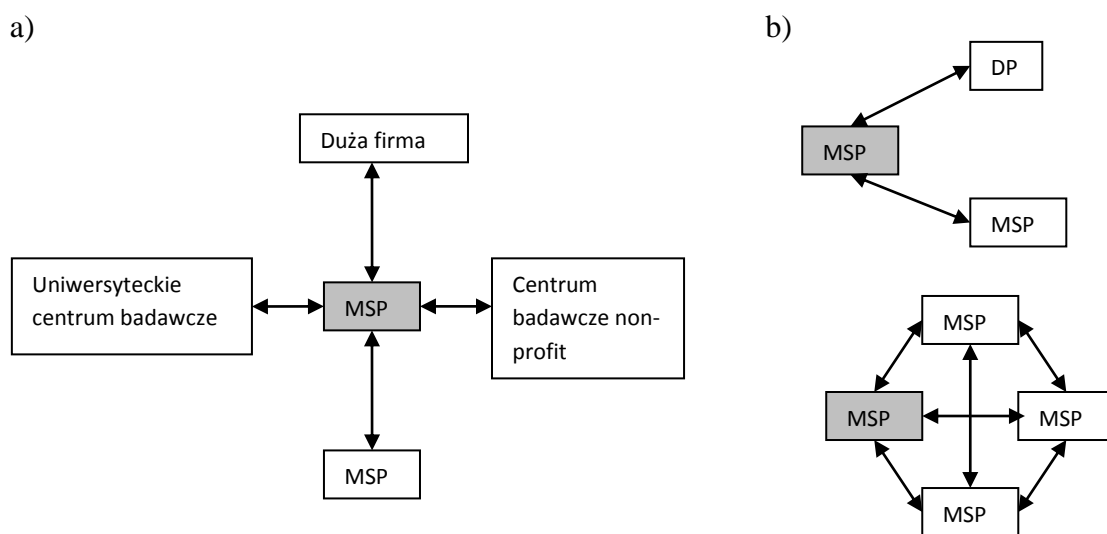 a)
Duża firma
Uniwersyteckie
centrum badawcze
MSP
Centrum
badawcze non-
profit
MSP
b)
DP
MSP
MSP
MSP
MSP
MSP
MSP